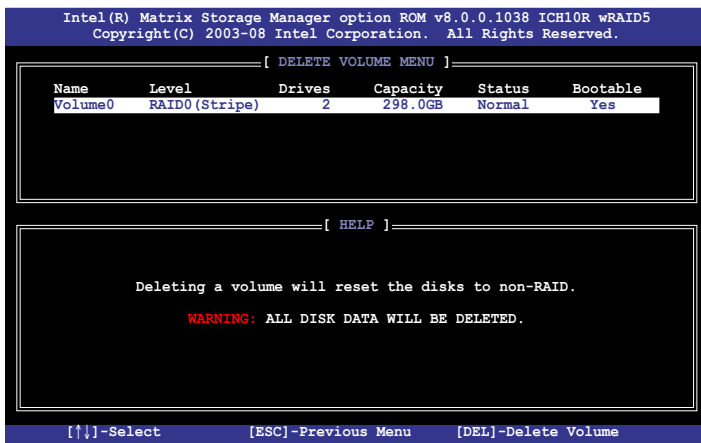 Intel(R) Matrix Storage Manager option ROM v8.0.0.1038 ICH10R wRAID5
Copyright(C) 2003-08 Intel Corporation. All Rights Reserved.
[ DELETE VOLUME MENU ]
Name Level Drives Capacity Status Bootable
Volume0 RAID0(Stripe) 2 298.0GB Normal Yes
[ HELP ]
Deleting a volume will reset the disks to non-RAID.
WARNING: ALL DISK DATA WILL BE DELETED.
[↑↓]-Select [ESC]-Previous Menu [DEL]-Delete Volume